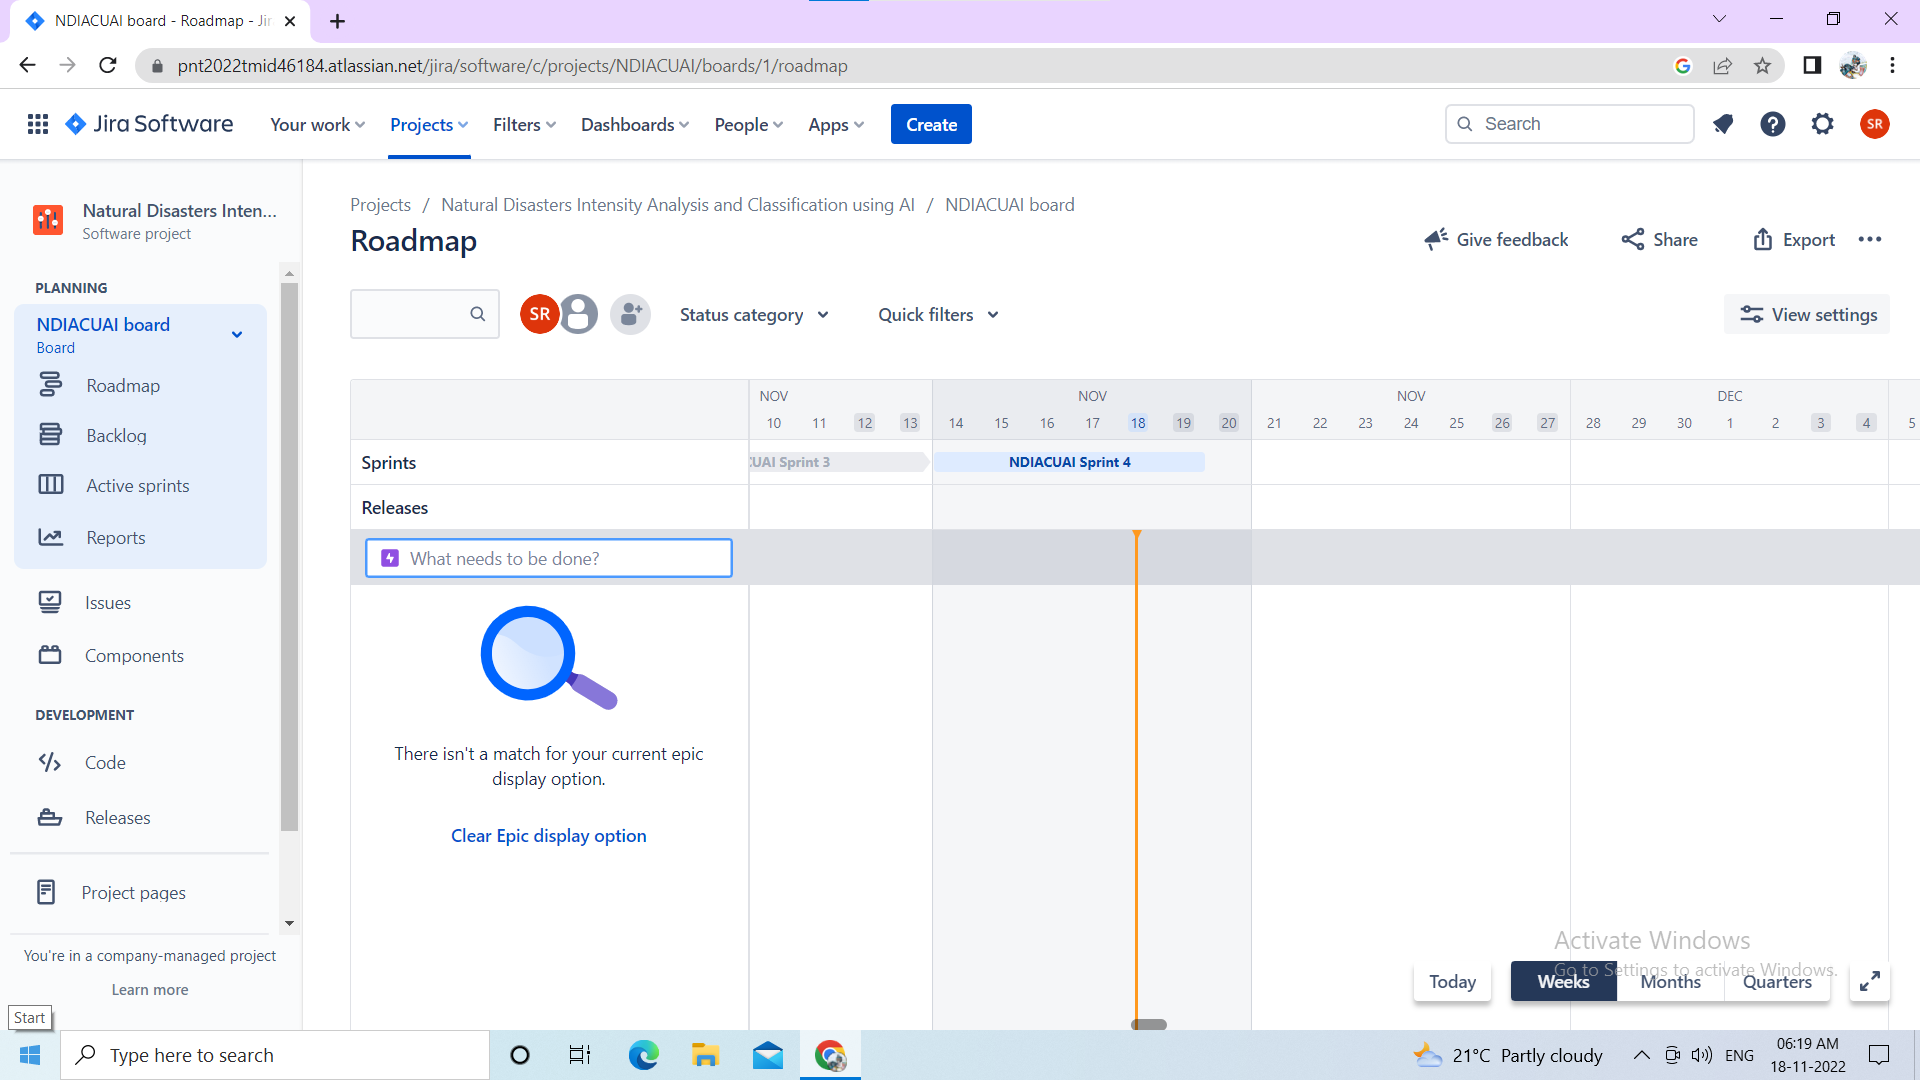 NDIACUAI board - Roadmap - Jir
pnt2022tmid46184.atlassian.net/jira/software/c/projects/NDIACUAI/boards/1/roadmap
Jira Software
Your work
Projects
Filters
Dashboards
People
Apps
Create
Search
SR
Natural Disasters Inten...
Software project
Projects / Natural Disasters Intensity Analysis and Classification using AI / NDIACUAI board
Roadmap
Give feedback
Share
Export
PLANNING
NDIACUAI board
Board
Roadmap
Backlog
Active sprints
Reports
Issues
Components
DEVELOPMENT
Code
Releases
Project pages
You're in a company-managed project
Learn more
SR
Status category
Quick filters
View settings
NOV NOV NOV DEC
10 11 12 13 14 15 16 17 18 19 20 21 22 23 24 25 26 27 28 29 30 1 2 3 4 5
Sprints
CUAI Sprint 3
NDIACUAI Sprint 4
Releases
What needs to be done?
There isn't a match for your current epic
display option.
Clear Epic display option
Activate Windows
Go to Settings to activate Windows.
Today
Weeks
Months
Quarters
Start
Type here to search
21°C Partly cloudy
ENG
06:19 AM
18-11-2022